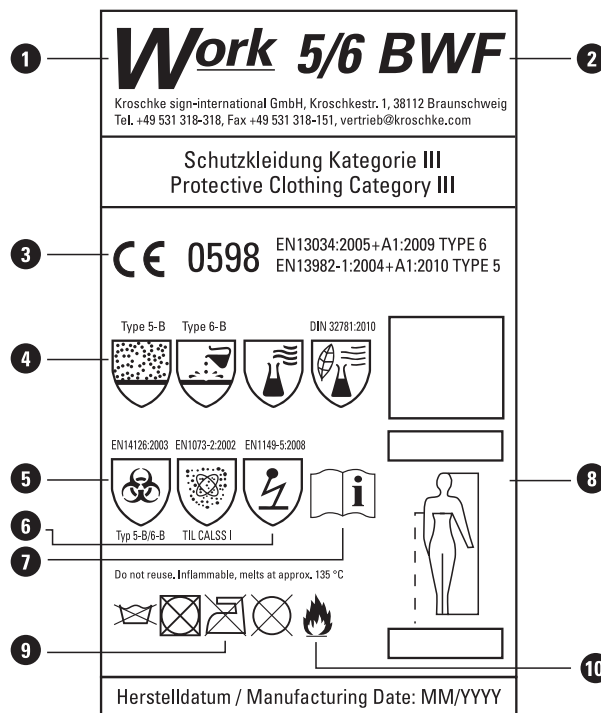 1
Work 5/6 BWF
2
Kroschke sign-international GmbH, Kroschkestr. 1, 38112 Braunschweig
Tel. +49 531 318-318, Fax +49 531 318-151, vertrieb@kroschke.com
Schutzkleidung Kategorie III
Protective Clothing Category III
3
CE 0598
EN13034:2005+A1:2009 TYPE 6
EN13982-1:2004+A1:2010 TYPE 5
4
Type 5-B Type 6-B DIN 32781:2010
5
EN14126:2003 EN1073-2:2002 EN1149-5:2008
i
8
6
Typ 5-B/6-B TIL CALSS I
7
Do not reuse. Inflammable, melts at approx. 135 °C
9
10
Herstelldatum / Manufacturing Date: MM/YYYY